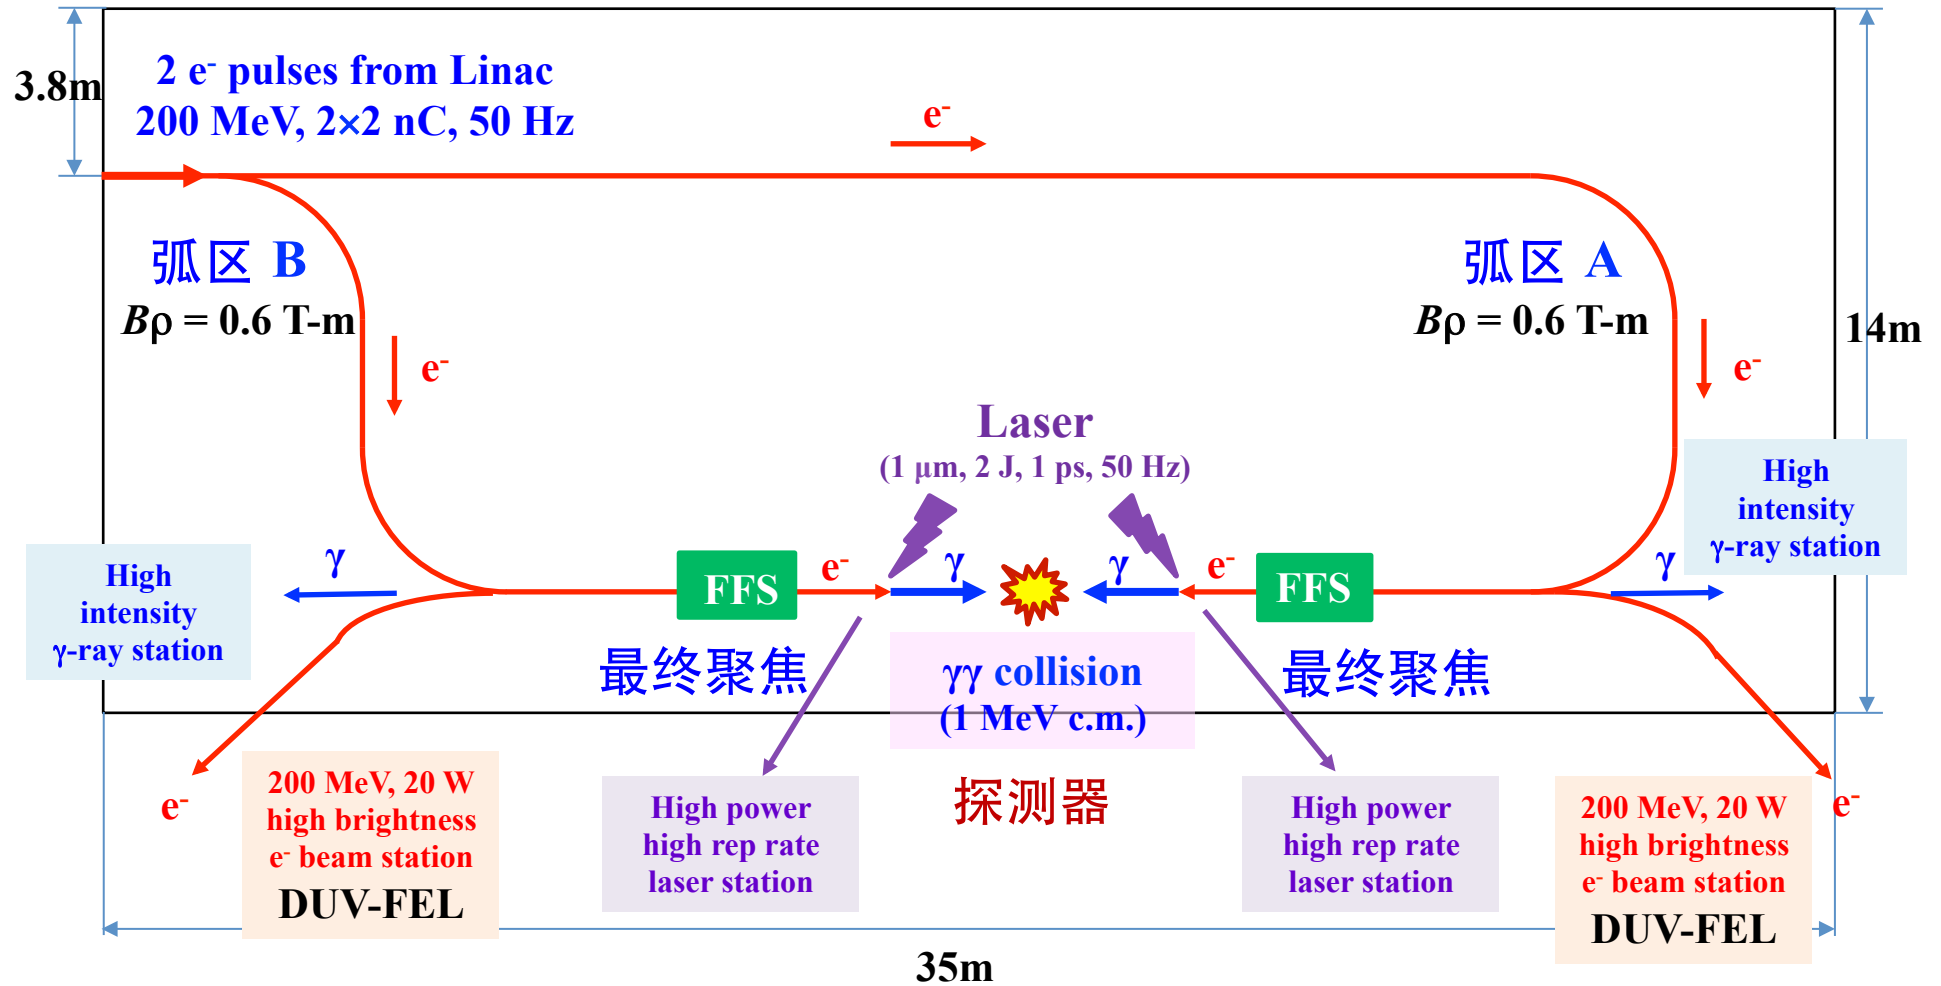 3.8m
2 e- pulses from Linac
200 MeV, 2×2 nC, 50 Hz
e-
弧区 B
Bρ = 0.6 T-m
弧区 A
Bρ = 0.6 T-m
14m
e-
e-
Laser
(1 μm, 2 J, 1 ps, 50 Hz)
High
intensity
γ-ray station
High
intensity
γ-ray station
γ
FFS
e-
γ
γ
e-
FFS
γ
最终聚焦
γγ collision
(1 MeV c.m.)
最终聚焦
e-
200 MeV, 20 W
high brightness
e- beam station
DUV-FEL
High power
high rep rate
laser station
探测器
High power
high rep rate
laser station
200 MeV, 20 W
high brightness
e- beam station
DUV-FEL
e-
35m